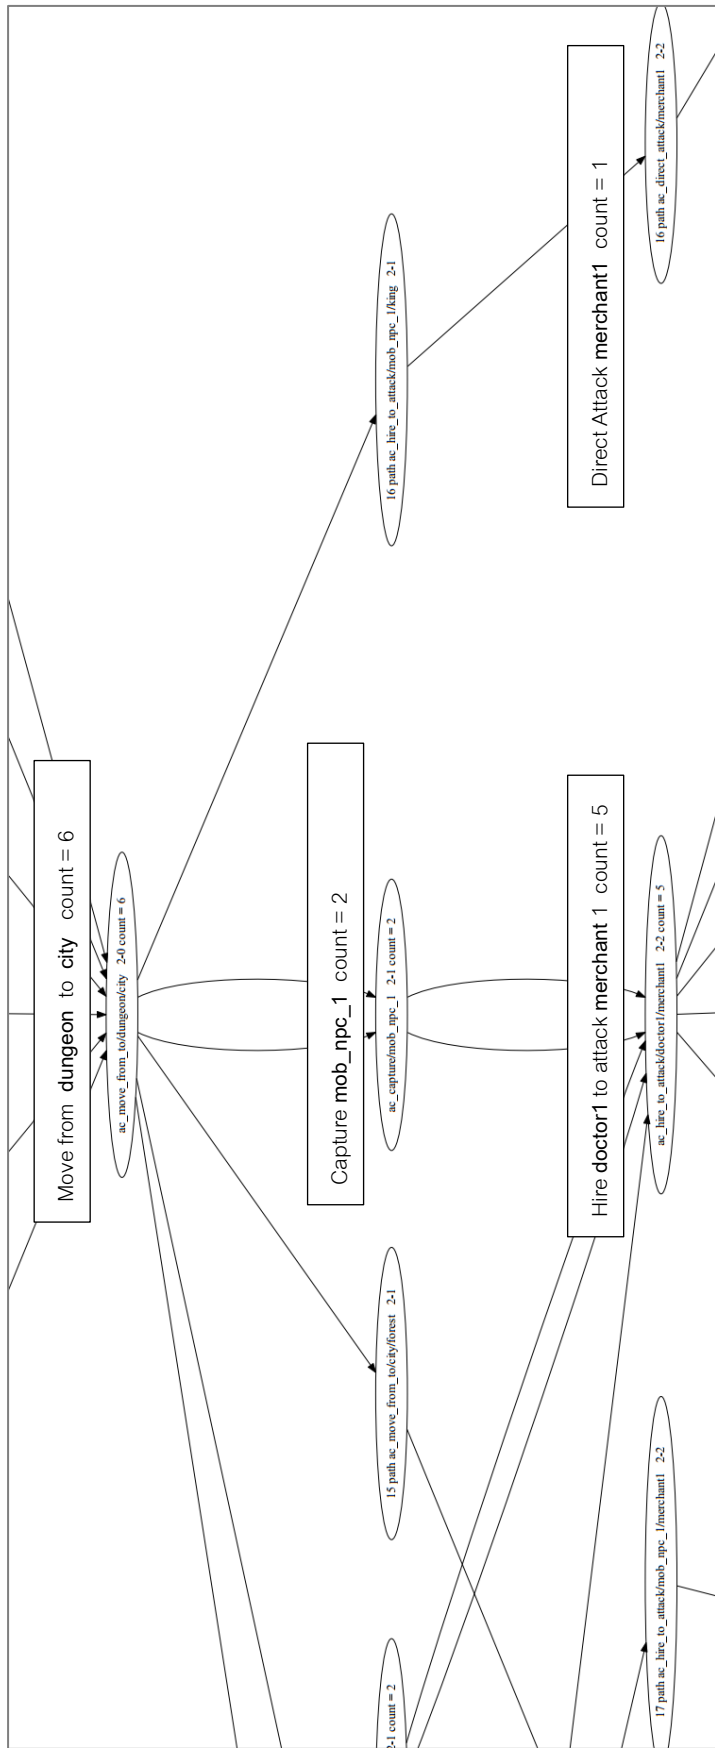 Move from dungeon to city count = 6
ac_move_from_to/dungeon/city 2-0 count = 6
Capture mob_npc_1 count = 2
2-1 count = 2
15 path ac_move_from_to/city/forest 2-1
ac_capture/mob_npc_1 2-1 count = 2
16 path ac_hire_to_attack/mob_npc_1/king 2-1
Hire doctor1 to attack merchant 1 count = 5
Direct Attack merchant1 count = 1
17 path ac_hire_to_attack/mob_npc_1/merchant1 2-2
ac_hire_to_attack/doctor1/merchant1 2-2 count = 5
16 path ac_direct_attack/merchant1 2-2